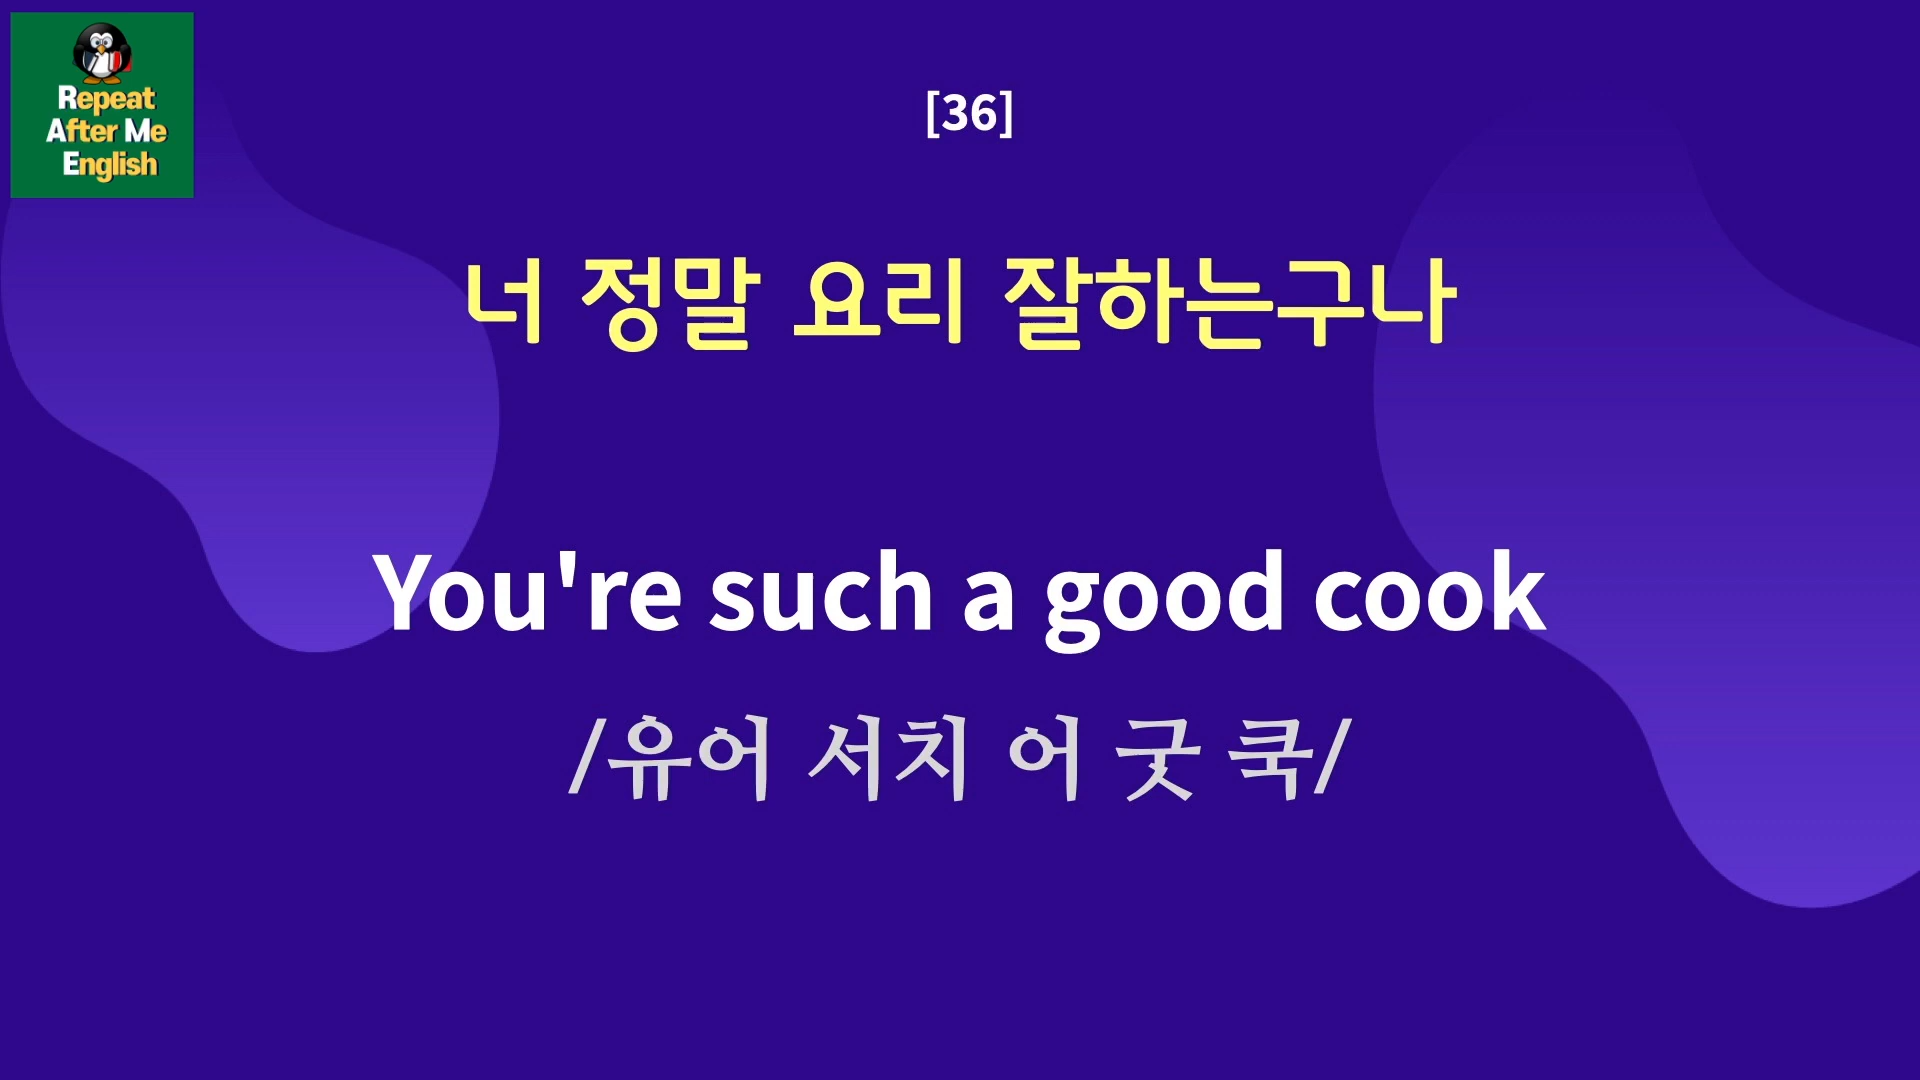 Repeat
After Me
English
[36]
너 정말 요리 잘하는구나
You're such a good cook
/유어 서치 어 굿 쿡/